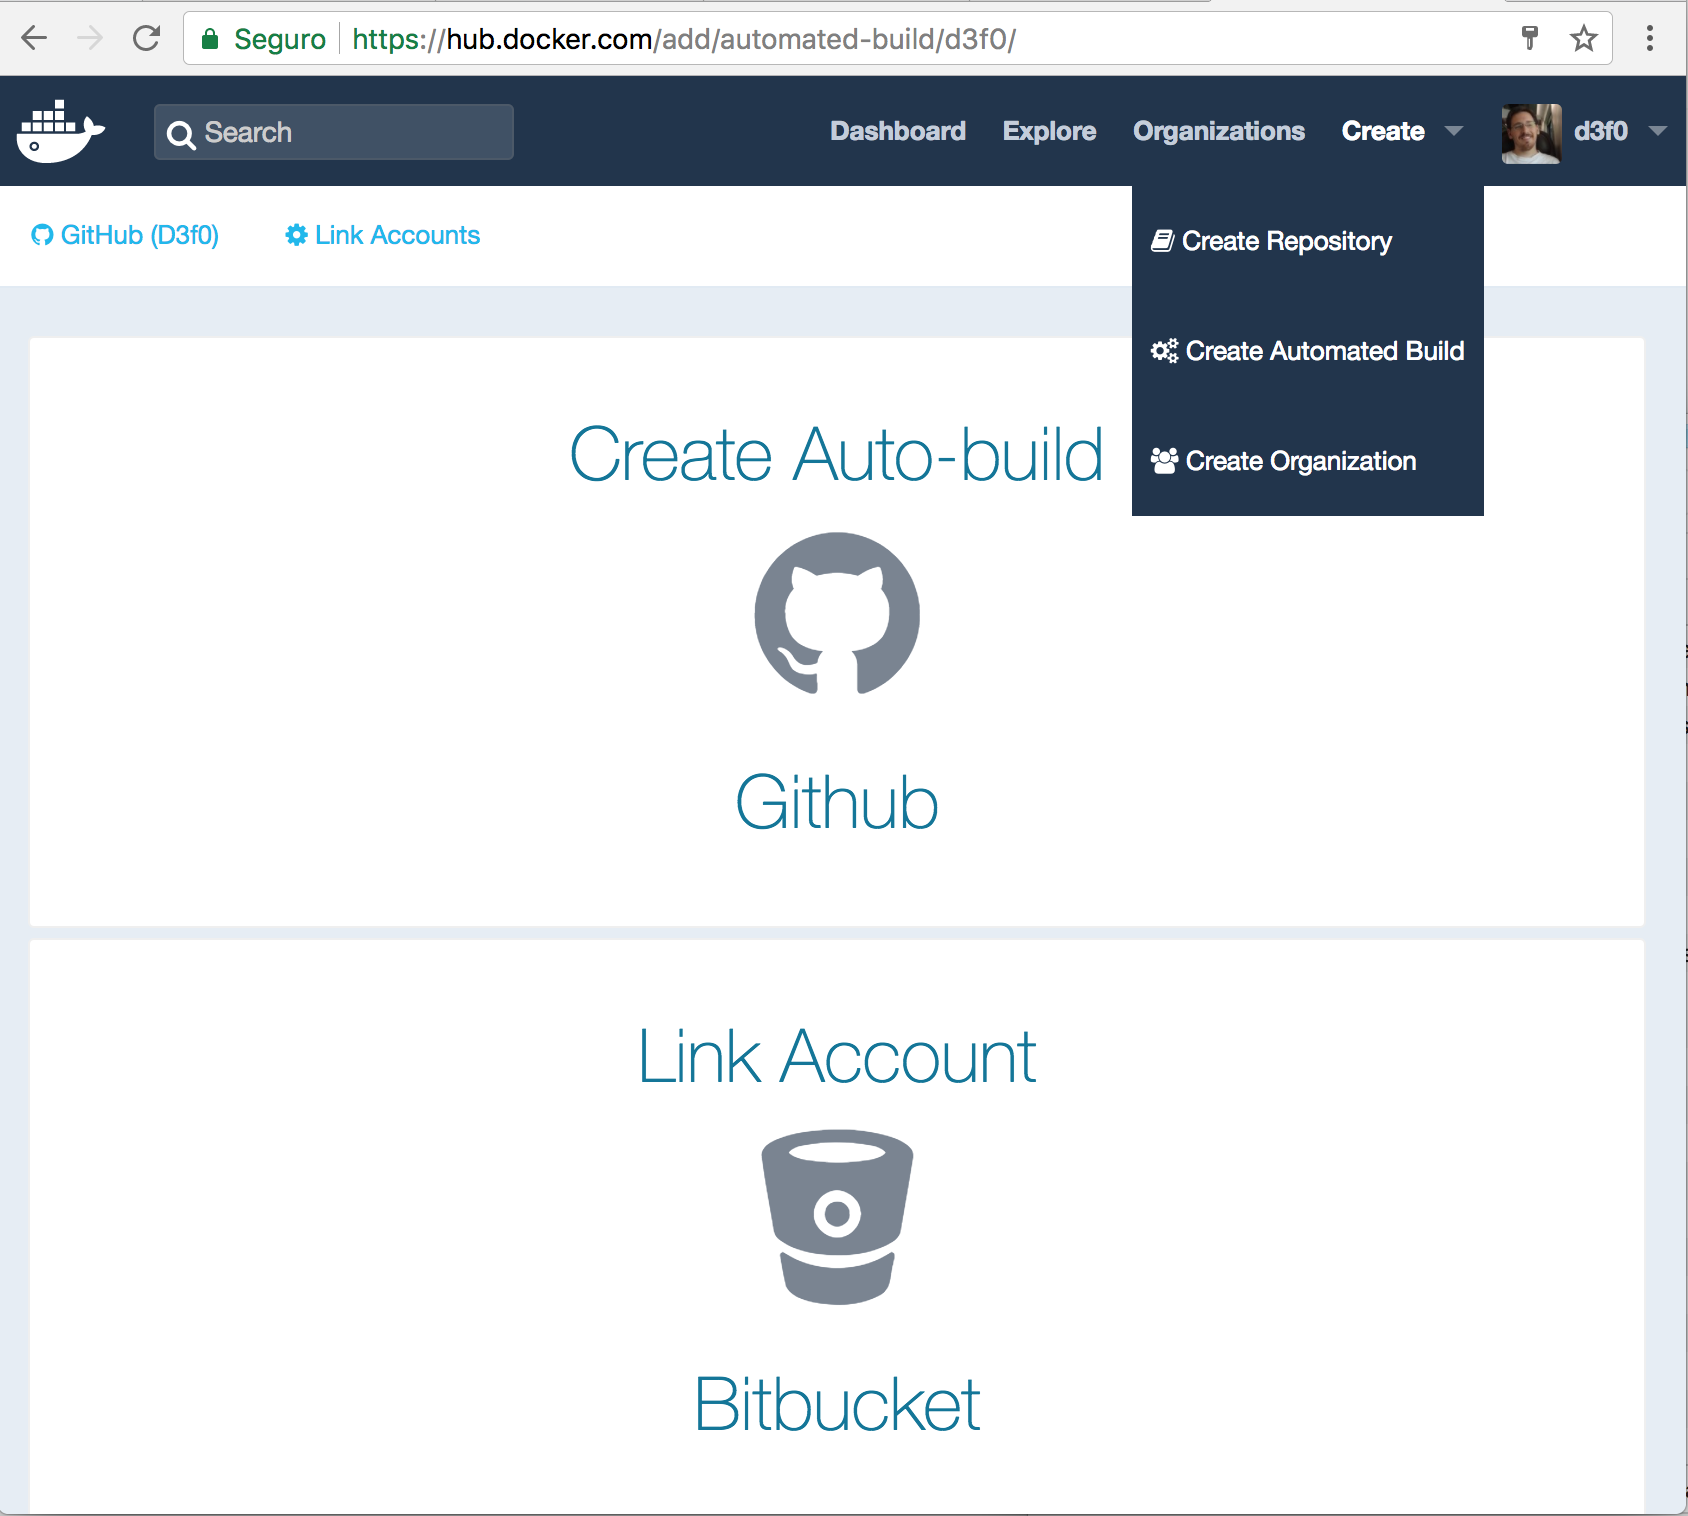 Seguro https://hub.docker.com/add/automated-build/d3f0/
Search Dashboard Explore Organizations Create d3f0
GitHub (D3f0) Link Accounts
Create Repository
Create Automated Build
Create Organization
Create Auto-build
Github
Link Account
Bitbucket